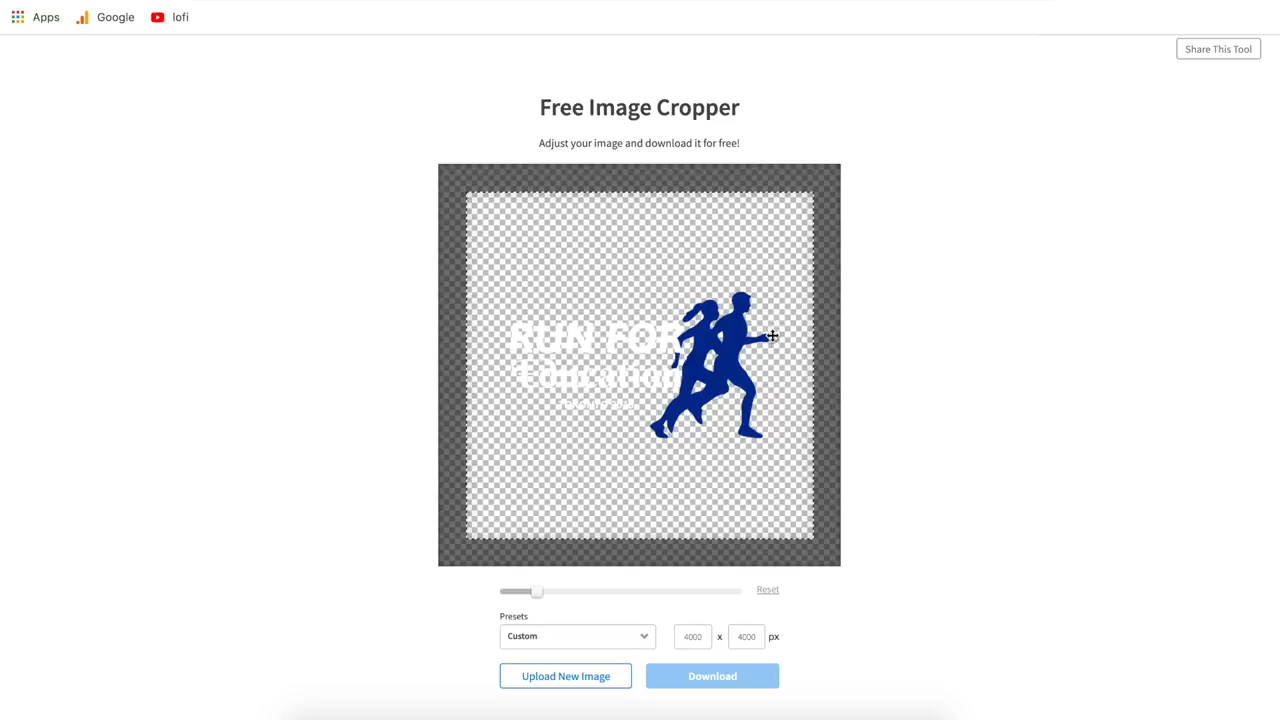 Apps Google lofi
Share This Tool
Free Image Cropper
Adjust your image and download it for free!
RUN FOR
Education
Reset
Presets
Custom 4000 x 4000 px
Upload New Image Download